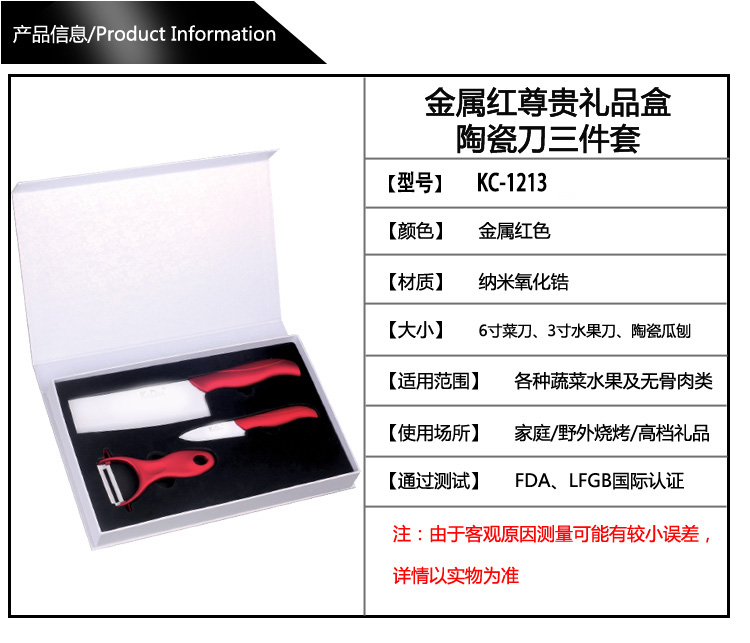 产品信息/Product Information
金属红尊贵礼品盒
陶瓷刀三件套
【型号】 KC-1213
【颜色】 金属红色
【材质】 纳米氧化锆
【大小】 6寸菜刀、3寸水果刀、陶瓷瓜刨
【适用范围】 各种蔬菜水果及无骨肉类
【使用场所】 家庭/野外烧烤/高档礼品
【通过测试】 FDA、LFGB国际认证
注：由于客观原因测量可能有较小误差，
详情以实物为准